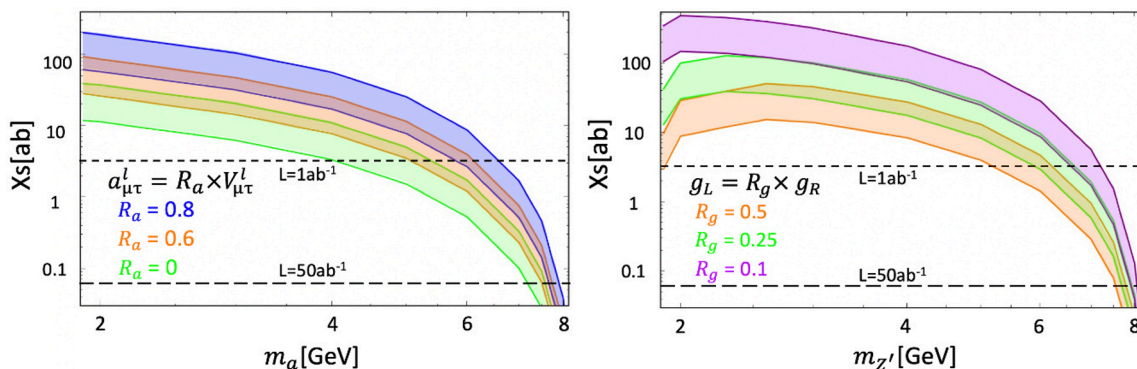 Xs[ab]
100
10
1
0.1
L=1ab⁻¹
a^l_μτ = R_a × V^l_μτ
R_a = 0.8
R_a = 0.6
R_a = 0
L=50ab⁻¹
2
4
6
8
m_a[GeV]
Xs[ab]
100
10
1
0.1
L=1ab⁻¹
g_L = R_g × g_R
R_g = 0.5
R_g = 0.25
R_g = 0.1
L=50ab⁻¹
2
4
6
8
m_Z'[GeV]